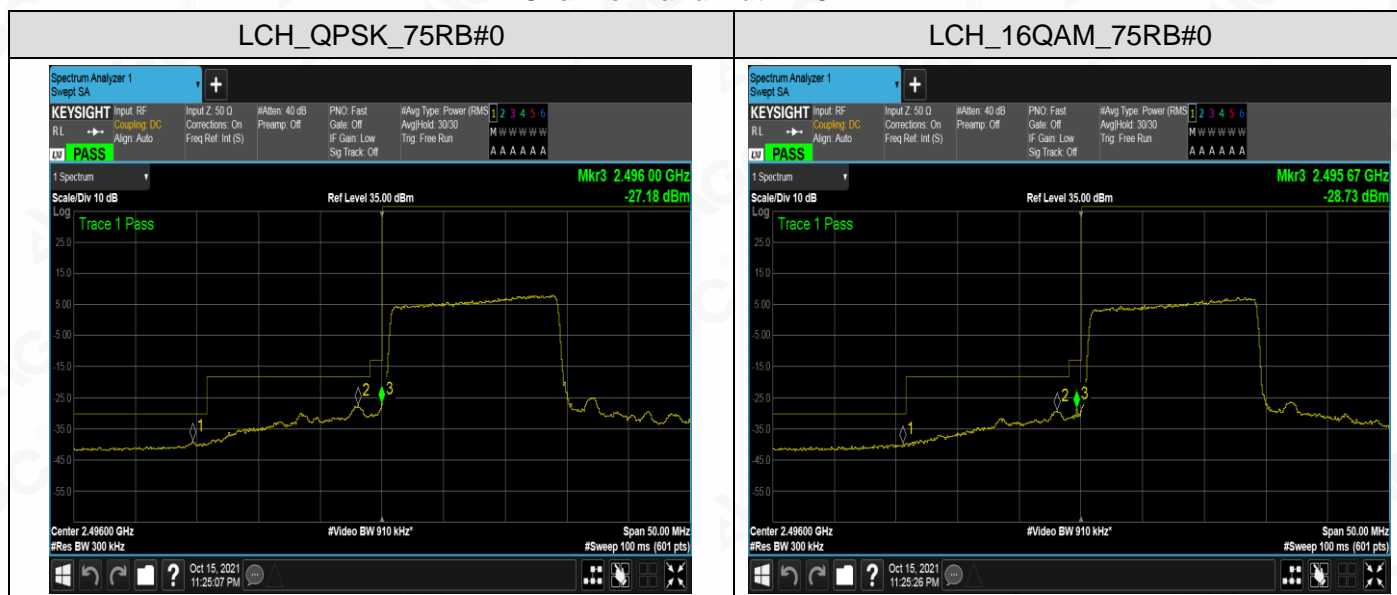 LCH_QPSK_75RB#0
LCH_16QAM_75RB#0
Spectrum Analyzer 1
Swept SA
+
KEYSIGHT Input: RF Input Z: 50 Ω #Atten: 40 dB PNO: Fast #Avg Type: Power (RMS 1 2 3 4 5 6
RL Coupling: DC Corrections: On Preamp: Off Gate: Off Avg|Hold: 30/30 M W W W W W
Align: Auto Freq Ref: Int (S) IF Gain: Low Trig: Free Run
LXI PASS Sig Track: Off A A A A A A
1 Spectrum Mkr3 2.496 00 GHz
Scale/Div 10 dB Ref Level 35.00 dBm -27.18 dBm
Log
Trace 1 Pass
25.0
15.0
5.00
-5.00
-15.0
-25.0
2 3
-35.0
1
-45.0
-55.0
Center 2.49600 GHz #Video BW 910 kHz* Span 50.00 MHz
#Res BW 300 kHz #Sweep 100 ms (601 pts)
? Oct 15, 2021
11:25:07 PM
Spectrum Analyzer 1
Swept SA
+
KEYSIGHT Input: RF Input Z: 50 Ω #Atten: 40 dB PNO: Fast #Avg Type: Power (RMS 1 2 3 4 5 6
RL Coupling: DC Corrections: On Preamp: Off Gate: Off Avg|Hold: 30/30 M W W W W W
Align: Auto Freq Ref: Int (S) IF Gain: Low Trig: Free Run
LXI PASS Sig Track: Off A A A A A A
1 Spectrum Mkr3 2.495 67 GHz
Scale/Div 10 dB Ref Level 35.00 dBm -28.73 dBm
Log
Trace 1 Pass
25.0
15.0
5.00
-5.00
-15.0
-25.0
2 3
-35.0
1
-45.0
-55.0
Center 2.49600 GHz #Video BW 910 kHz* Span 50.00 MHz
#Res BW 300 kHz #Sweep 100 ms (601 pts)
? Oct 15, 2021
11:25:26 PM